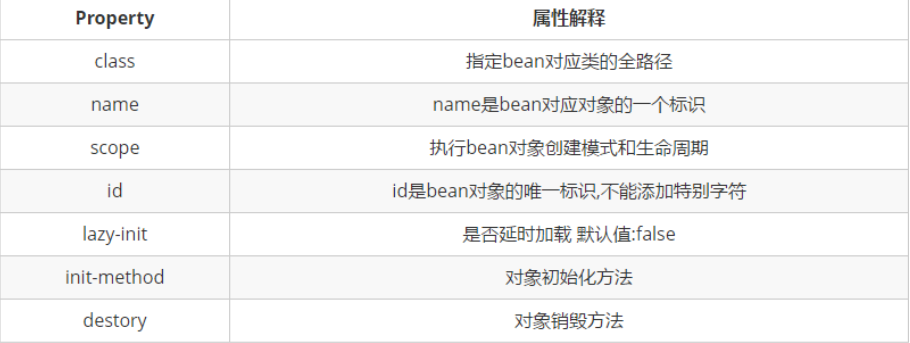 Property 属性解释
class 指定bean对应类的全路径
name name是bean对应对象的一个标识
scope 执行bean对象创建模式和生命周期
id id是bean对象的唯一标识,不能添加特别字符
lazy-init 是否延时加载 默认值:false
init-method 对象初始化方法
destory 对象销毁方法